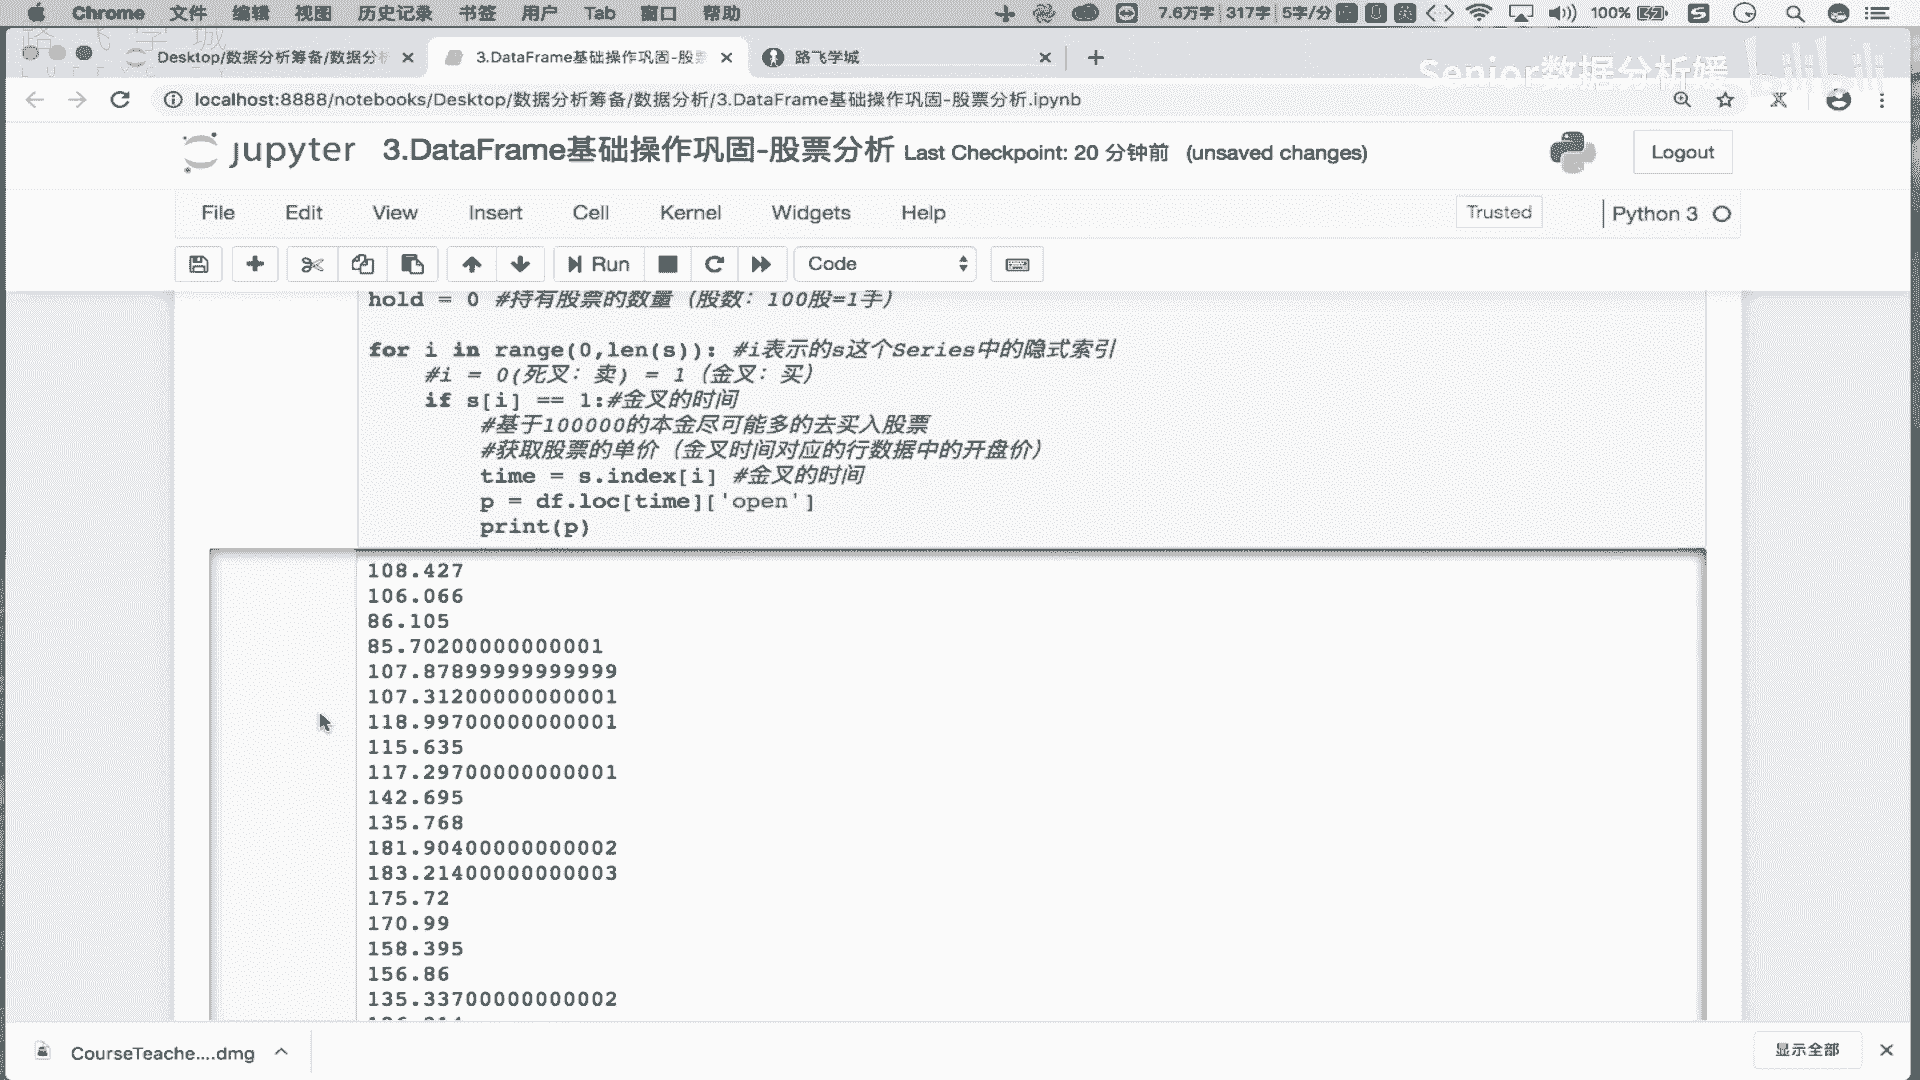 Chrome 文件 编辑 视图 历史记录 书签 用户 Tab 窗口 帮助 7.6万字 317字 5字/分 100%
路飞学城
Desktop/数据分析筹备/数据分析 3.DataFrame基础操作巩固-股票 路飞学城
Senior数据分析媛 bilibili
localhost:8888/notebooks/Desktop/数据分析筹备/数据分析/3.DataFrame基础操作巩固-股票分析.ipynb
jupyter 3.DataFrame基础操作巩固-股票分析 Last Checkpoint: 20 分钟前 (unsaved changes) Logout
File Edit View Insert Cell Kernel Widgets Help Trusted Python 3
Run Code
hold = 0 #持有股票的数量（股数：100股=1手）
for i in range(0,len(s)): #i表示的s这个Series中的隐式索引
#i = 0(死叉：卖) = 1（金叉：买）
if s[i] == 1:#金叉的时间
#基于100000的本金尽可能多的去买入股票
#获取股票的单价（金叉时间对应的行数据中的开盘价）
time = s.index[i] #金叉的时间
p = df.loc[time]['open']
print(p)
108.427
106.066
86.105
85.70200000000001
107.87899999999999
107.31200000000001
118.99700000000001
115.635
117.29700000000001
142.695
135.768
181.90400000000002
183.21400000000003
175.72
170.99
158.395
156.86
135.33700000000002
CourseTeache....dmg 显示全部